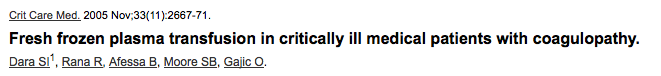 Crit Care Med. 2005 Nov;33(11):2667-71.
Fresh frozen plasma transfusion in critically ill medical patients with coagulopathy.
Dara SI1, Rana R, Afessa B, Moore SB, Gajic O.